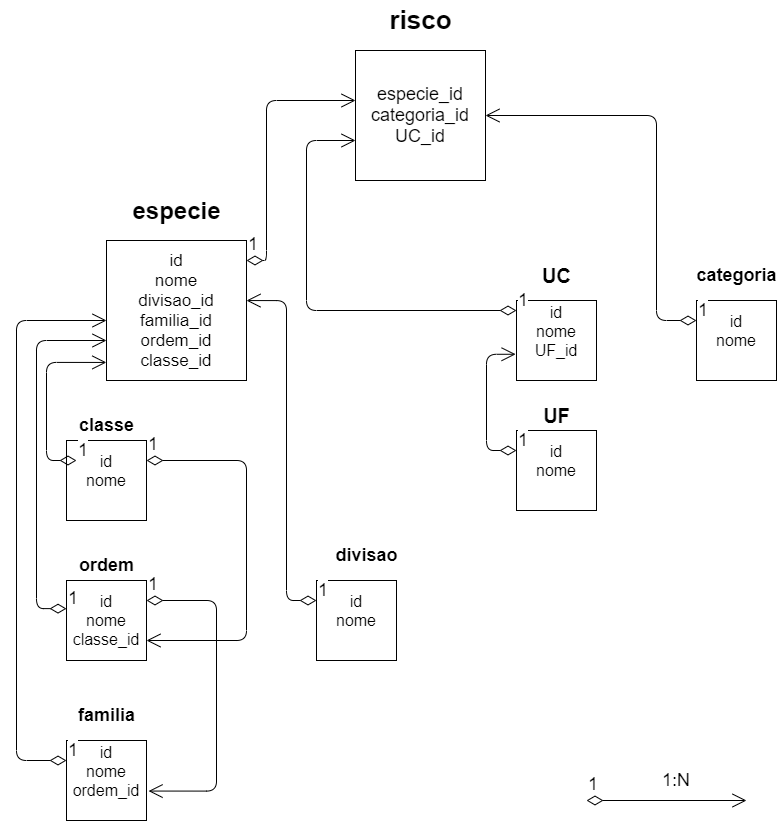 risco
especie_id
categoria_id
UC_id
especie
1
id
nome
divisao_id
familia_id
ordem_id
classe_id
UC
1
id
nome
UF_id
categoria
1
id
nome
UF
1
id
nome
classe
1
1
id
nome
divisao
1
id
nome
ordem
1
1
id
nome
classe_id
familia
1
id
nome
ordem_id
1
1:N